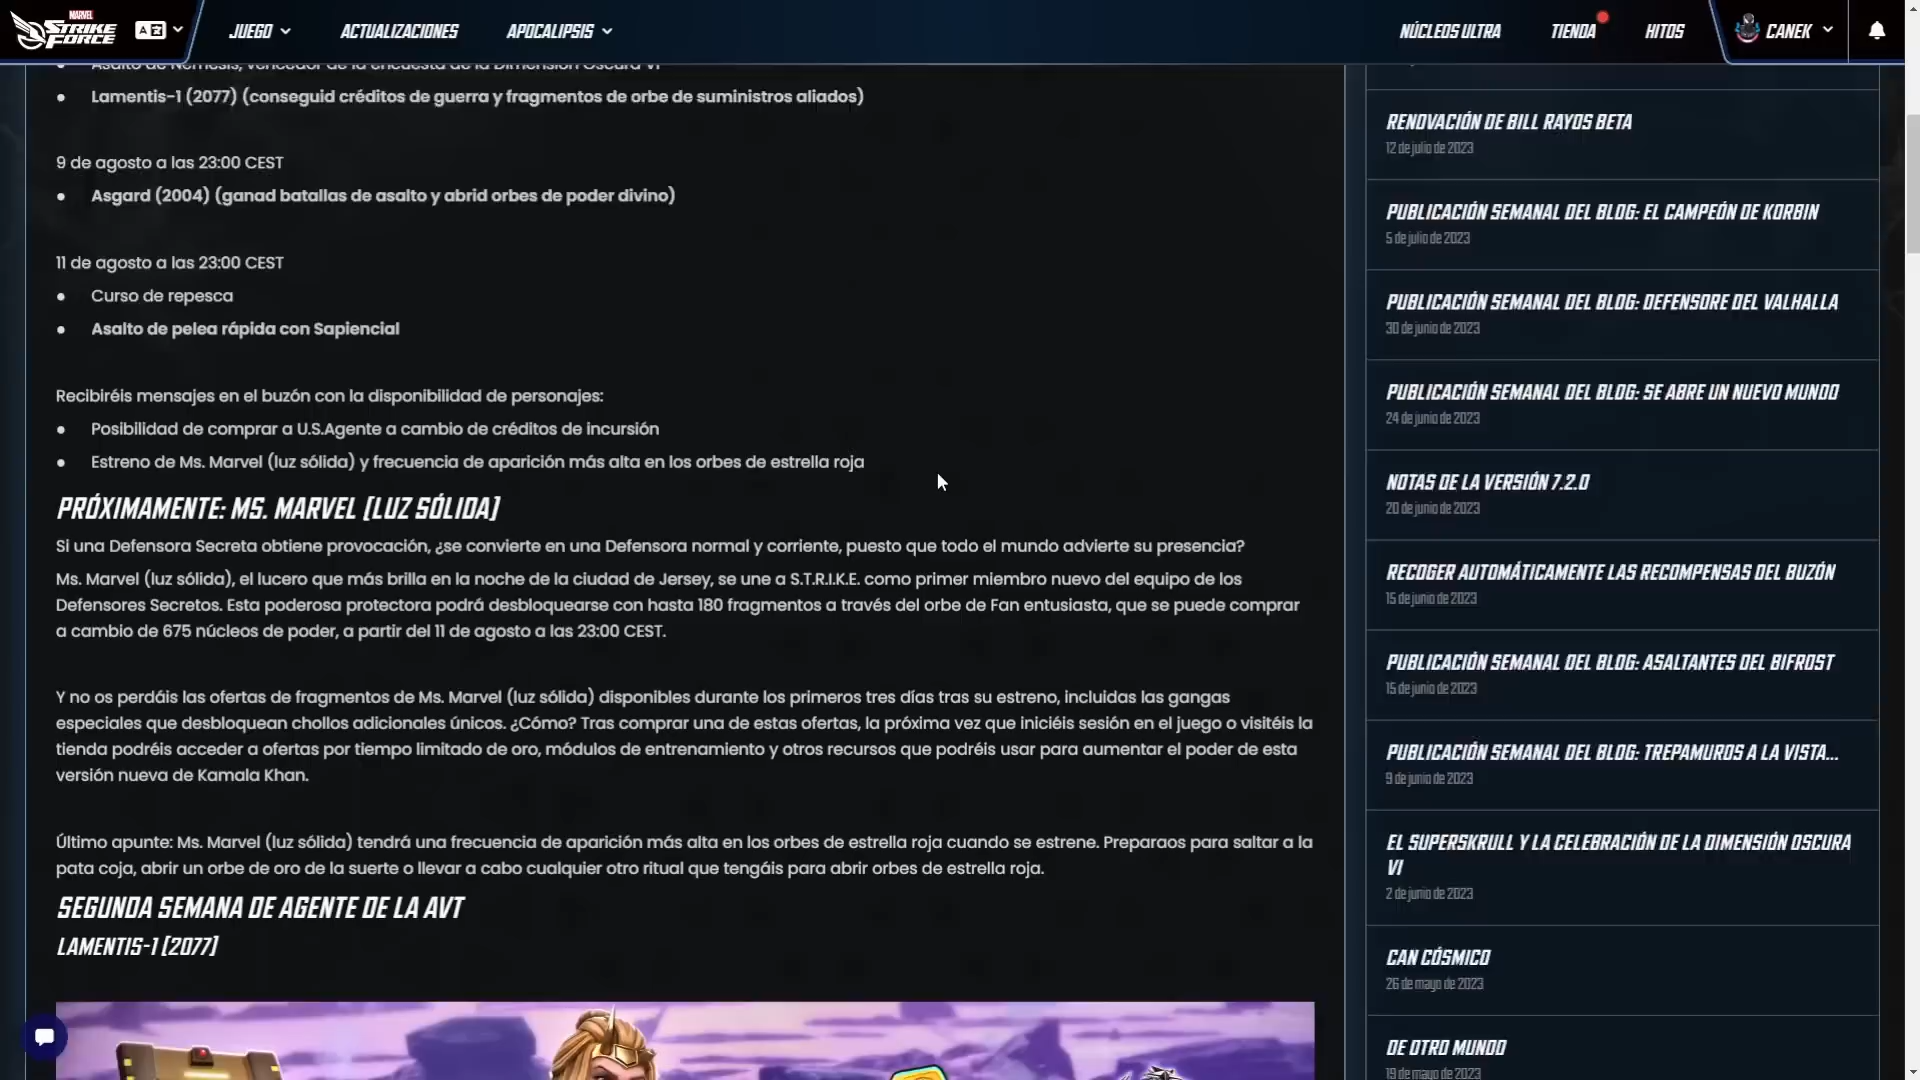 MARVEL
STRIKE
FORCE
JUEGO
ACTUALIZACIONES
APOCALIPSIS
NÚCLEOS ULTRA
TIENDA
HITOS
CANEK
Asalto de Némesis, vencedor de la encuesta de la Dimensión Oscura VI
Lamentis-1 (2077) (conseguid créditos de guerra y fragmentos de orbe de suministros aliados)
9 de agosto a las 23:00 CEST
Asgard (2004) (ganad batallas de asalto y abrid orbes de poder divino)
11 de agosto a las 23:00 CEST
Curso de repesca
Asalto de pelea rápida con Sapiencial
Recibiréis mensajes en el buzón con la disponibilidad de personajes:
Posibilidad de comprar a U.S.Agente a cambio de créditos de incursión
Estreno de Ms. Marvel (luz sólida) y frecuencia de aparición más alta en los orbes de estrella roja
PRÓXIMAMENTE: MS. MARVEL (LUZ SÓLIDA)
Si una Defensora Secreta obtiene provocación, ¿se convierte en una Defensora normal y corriente, puesto que todo el mundo advierte su presencia?
Ms. Marvel (luz sólida), el lucero que más brilla en la noche de la ciudad de Jersey, se une a S.T.R.I.K.E. como primer miembro nuevo del equipo de los
Defensores Secretos. Esta poderosa protectora podrá desbloquearse con hasta 180 fragmentos a través del orbe de Fan entusiasta, que se puede comprar
a cambio de 675 núcleos de poder, a partir del 11 de agosto a las 23:00 CEST.
Y no os perdáis las ofertas de fragmentos de Ms. Marvel (luz sólida) disponibles durante los primeros tres días tras su estreno, incluidas las gangas
especiales que desbloquean chollos adicionales únicos. ¿Cómo? Tras comprar una de estas ofertas, la próxima vez que iniciéis sesión en el juego o visitéis la
tienda podréis acceder a ofertas por tiempo limitado de oro, módulos de entrenamiento y otros recursos que podréis usar para aumentar el poder de esta
versión nueva de Kamala Khan.
Último apunte: Ms. Marvel (luz sólida) tendrá una frecuencia de aparición más alta en los orbes de estrella roja cuando se estrene. Preparaos para saltar a la
pata coja, abrir un orbe de oro de la suerte o llevar a cabo cualquier otro ritual que tengáis para abrir orbes de estrella roja.
SEGUNDA SEMANA DE AGENTE DE LA AVT
LAMENTIS-1 (2077)
RENOVACIÓN DE BILL RAYOS BETA
12 de julio de 2023
PUBLICACIÓN SEMANAL DEL BLOG: EL CAMPEÓN DE KORBIN
5 de julio de 2023
PUBLICACIÓN SEMANAL DEL BLOG: DEFENSORE DEL VALHALLA
30 de junio de 2023
PUBLICACIÓN SEMANAL DEL BLOG: SE ABRE UN NUEVO MUNDO
24 de junio de 2023
NOTAS DE LA VERSIÓN 7.2.0
20 de junio de 2023
RECOGER AUTOMÁTICAMENTE LAS RECOMPENSAS DEL BUZÓN
15 de junio de 2023
PUBLICACIÓN SEMANAL DEL BLOG: ASALTANTES DEL BIFROST
15 de junio de 2023
PUBLICACIÓN SEMANAL DEL BLOG: TREPAMUROS A LA VISTA...
9 de junio de 2023
EL SUPERSKRULL Y LA CELEBRACIÓN DE LA DIMENSIÓN OSCURA
VI
2 de junio de 2023
CAN CÓSMICO
26 de mayo de 2023
DE OTRO MUNDO
19 de mayo de 2023